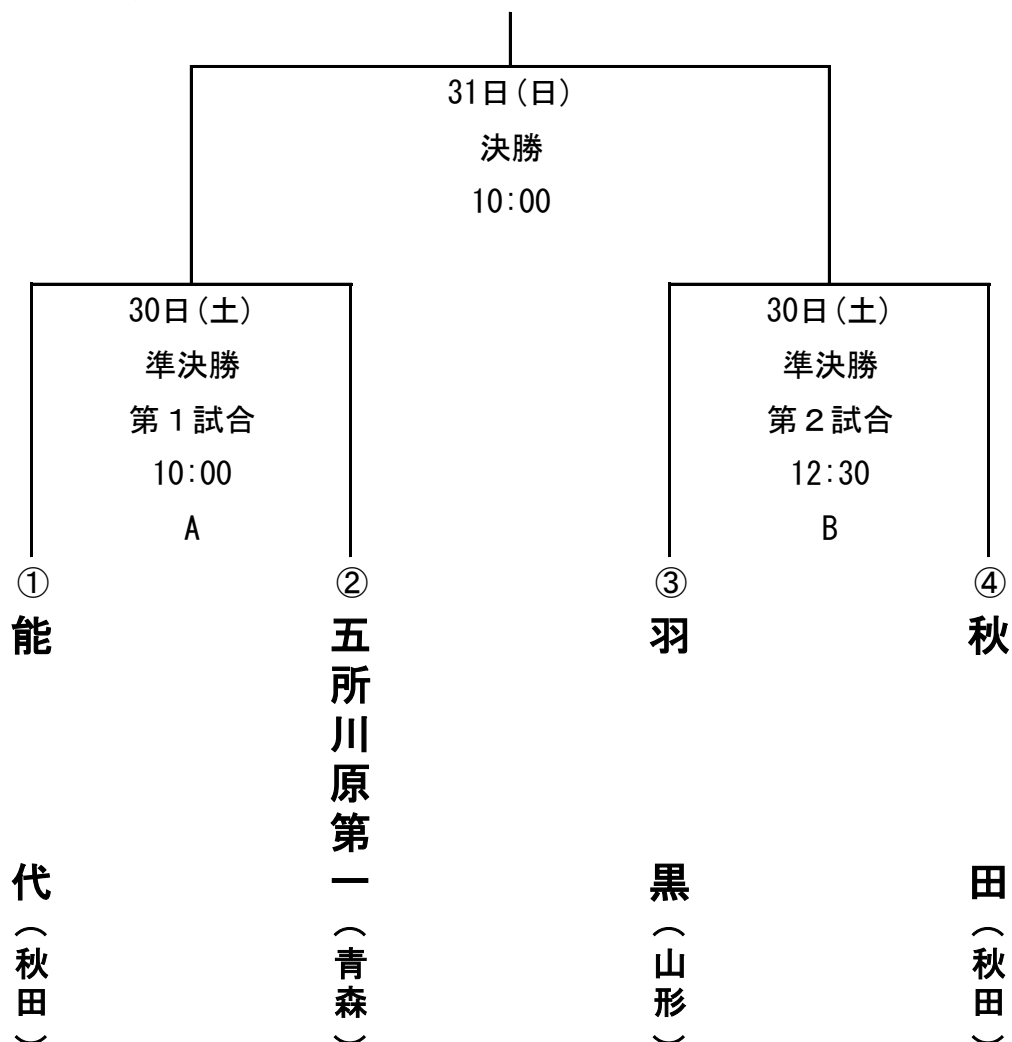 31日(日)
決勝
10:00
30日(土)
準決勝
第1試合
10:00
A
30日(土)
準決勝
第2試合
12:30
B
①
能代(秋田)
②
五所川原第一(青森)
③
羽黒(山形)
④
秋田(秋田)